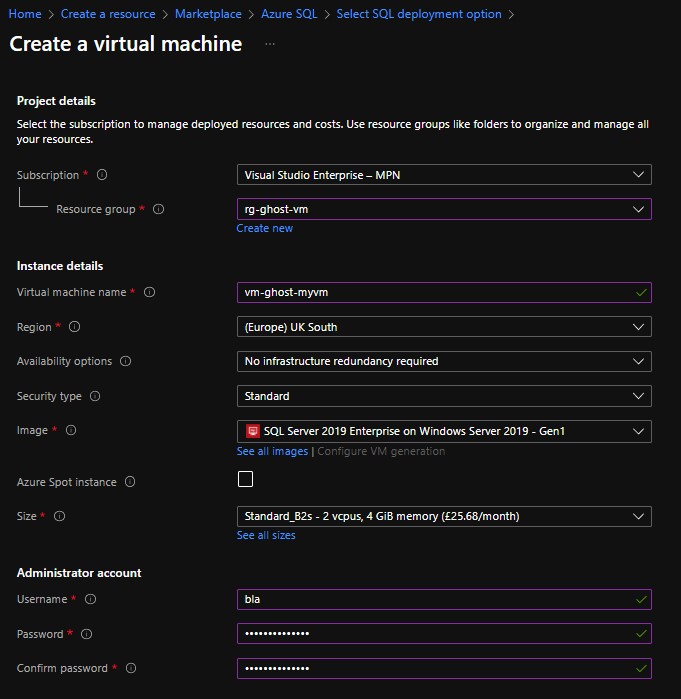 Home > Create a resource > Marketplace > Azure SQL > Select SQL deployment option >
Create a virtual machine ...
Project details
Select the subscription to manage deployed resources and costs. Use resource groups like folders to organize and manage all
your resources.
Subscription * Visual Studio Enterprise – MPN
Resource group * rg-ghost-vm
Create new
Instance details
Virtual machine name * vm-ghost-myvm
Region * (Europe) UK South
Availability options No infrastructure redundancy required
Security type Standard
Image * SQL Server 2019 Enterprise on Windows Server 2019 - Gen1
See all images | Configure VM generation
Azure Spot instance
Size * Standard_B2s - 2 vcpus, 4 GiB memory (£25.68/month)
See all sizes
Administrator account
Username * bla
Password * ••••••••••••••
Confirm password * ••••••••••••••